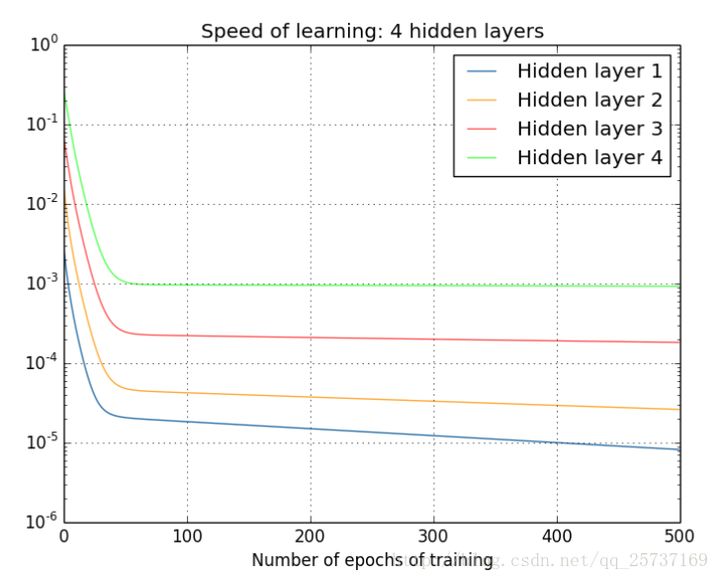 Speed of learning: 4 hidden layers
10^0
10^-1
10^-2
10^-3
10^-4
10^-5
10^-6
Hidden layer 1
Hidden layer 2
Hidden layer 3
Hidden layer 4
0 100 200 300 400 500
Number of epochs of training
csdn.net/qq_25737169